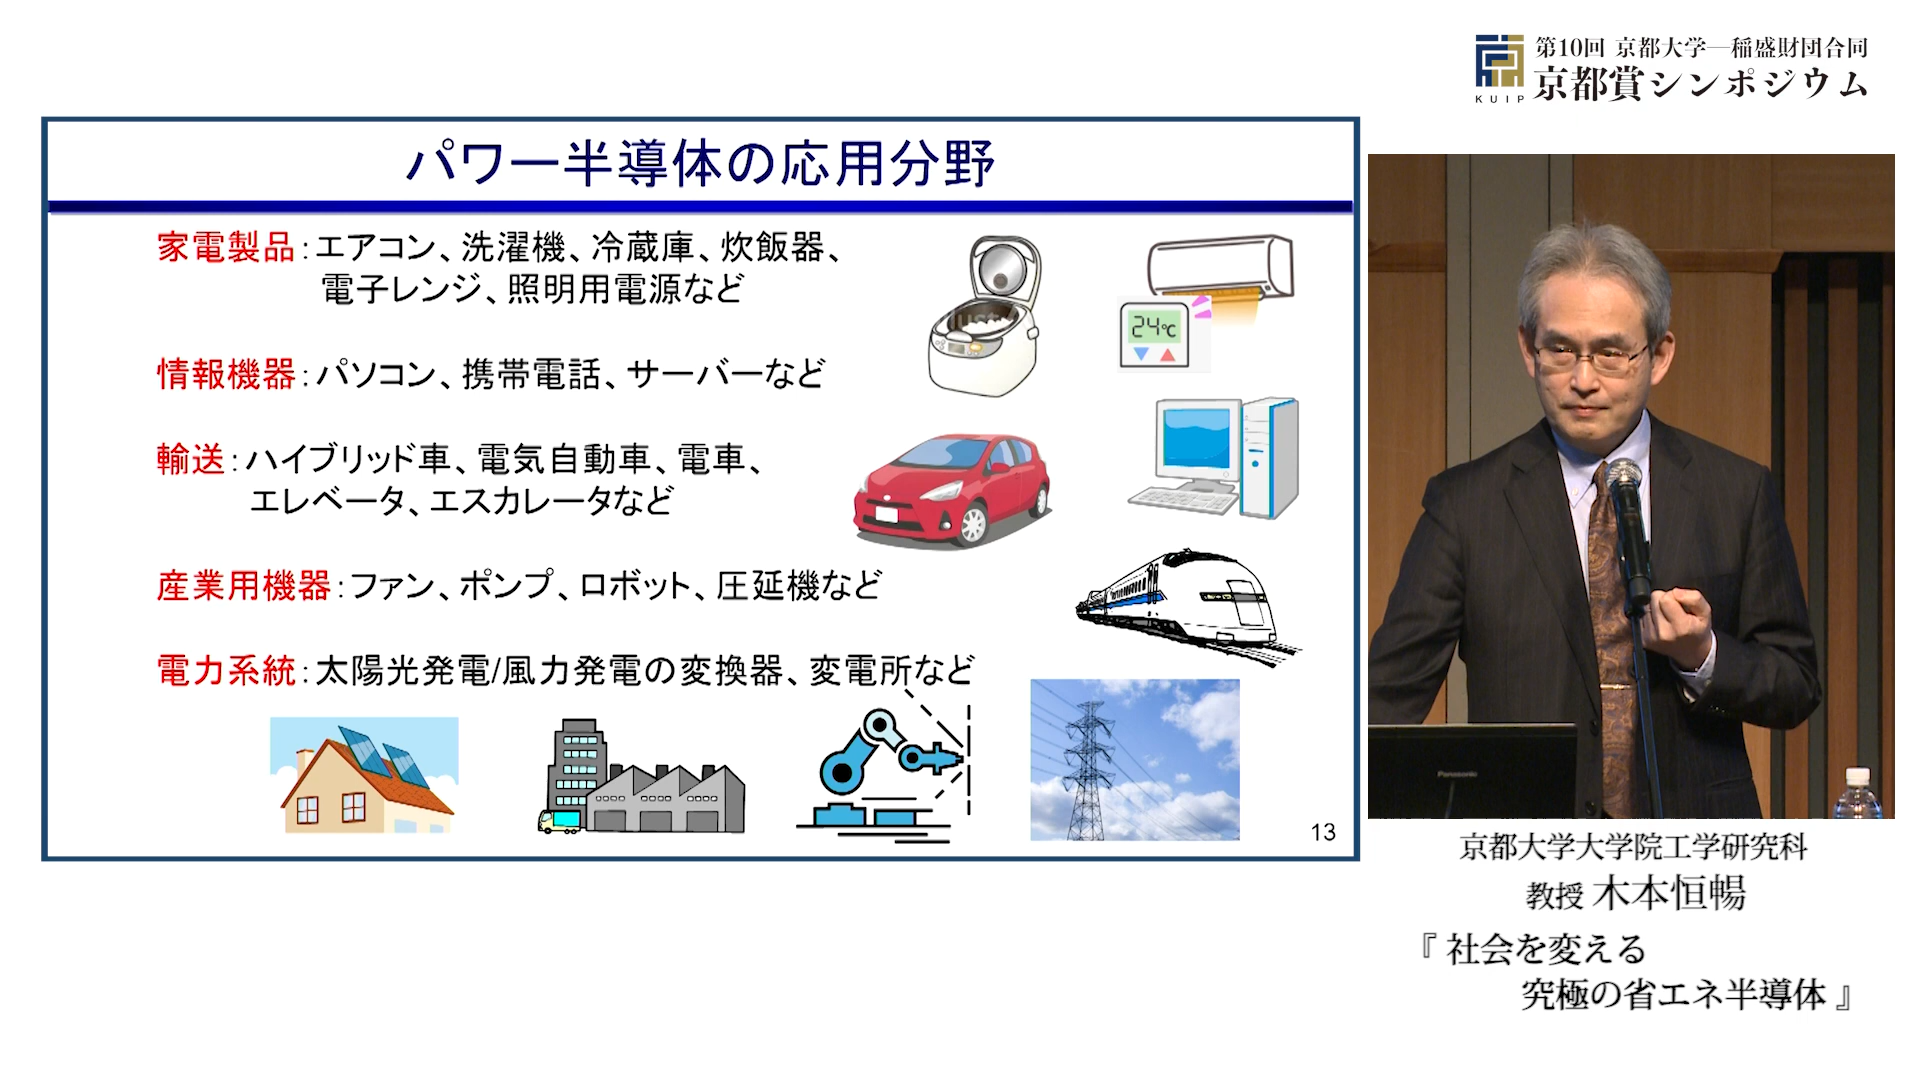 第10回 京都大学―稲盛財団合同
KUIP
京都賞シンポジウム
パワー半導体の応用分野
家電製品：エアコン、洗濯機、冷蔵庫、炊飯器、
電子レンジ、照明用電源など
24℃
情報機器：パソコン、携帯電話、サーバーなど
輸送：ハイブリッド車、電気自動車、電車、
エレベータ、エスカレータなど
産業用機器：ファン、ポンプ、ロボット、圧延機など
電力系統：太陽光発電/風力発電の変換器、変電所など
13
Panasonic
京都大学大学院工学研究科
教授 木本恒暢
『 社会を変える
究極の省エネ半導体 』